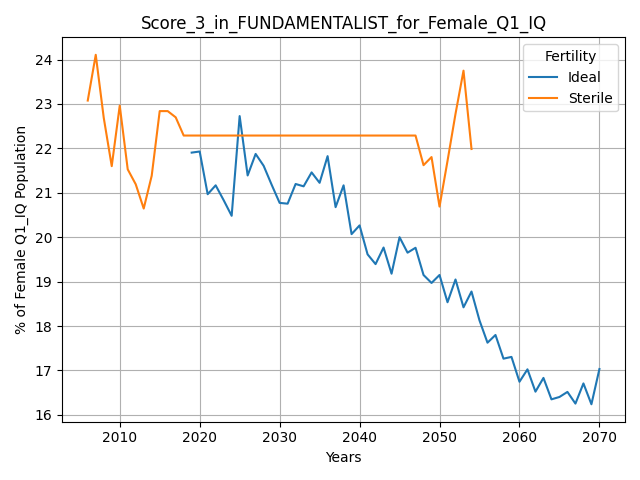 Score_3_in_FUNDAMENTALIST_for_Female_Q1_IQ
Fertility
Ideal
Sterile
% of Female Q1_IQ Population
24
23
22
21
20
19
18
17
16
2010 2020 2030 2040 2050 2060 2070
Years